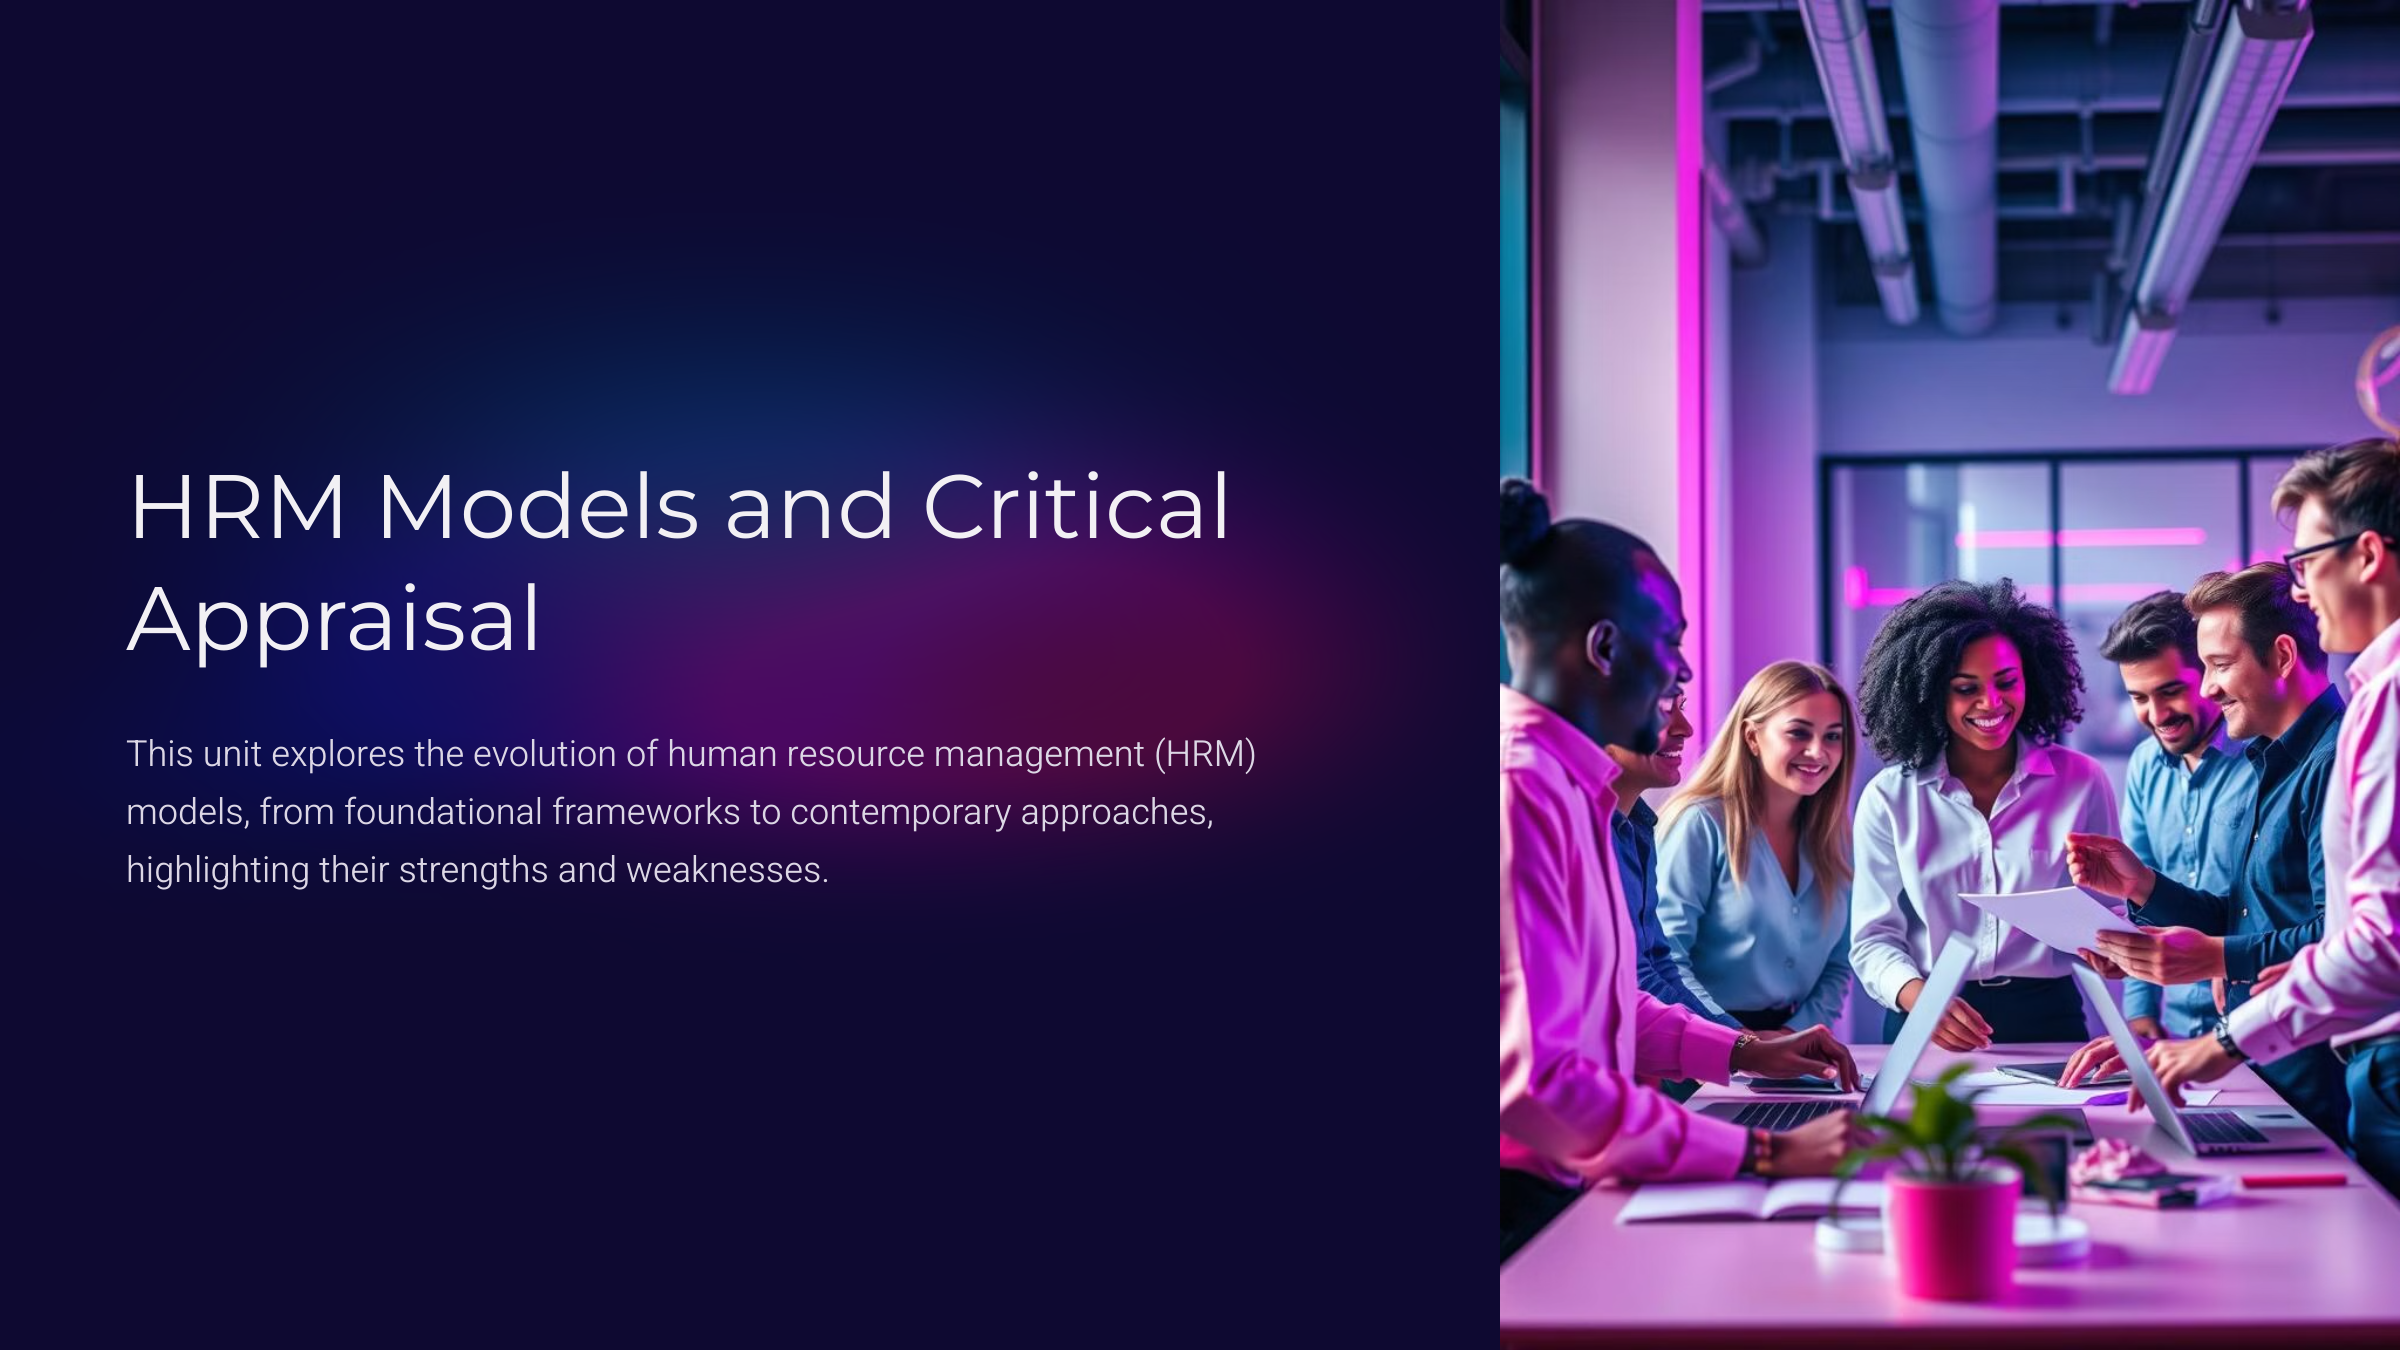 HRM Models and Critical
Appraisal
This unit explores the evolution of human resource management (HRM)
models, from foundational frameworks to contemporary approaches,
highlighting their strengths and weaknesses.